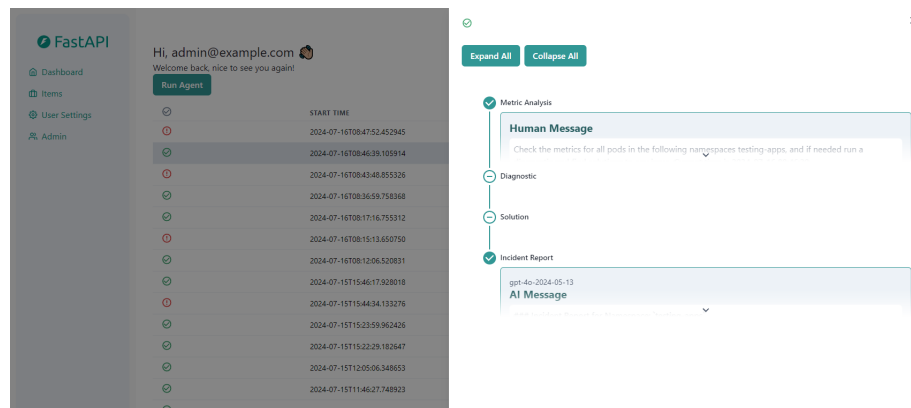 FastAPI
Dashboard
Items
User Settings
Admin
Hi, admin@example.com
Welcome back, nice to see you again!
Run Agent
START TIME
2024-07-16T08:47:52.452945
2024-07-16T08:46:39.105914
2024-07-16T08:43:48.855326
2024-07-16T08:36:59.758368
2024-07-16T08:17:16.755312
2024-07-16T08:15:13.650750
2024-07-16T08:12:06.520831
2024-07-15T15:46:17.928018
2024-07-15T15:44:34.133276
2024-07-15T15:23:59.962426
2024-07-15T15:22:29.182647
2024-07-15T12:05:06.348653
2024-07-15T11:46:27.748923
Expand All
Collapse All
Metric Analysis
Human Message
Check the metrics for all pods in the following namespaces testing-apps, and if needed run a
Diagnostic
Solution
Incident Report
gpt-4o-2024-05-13
AI Message